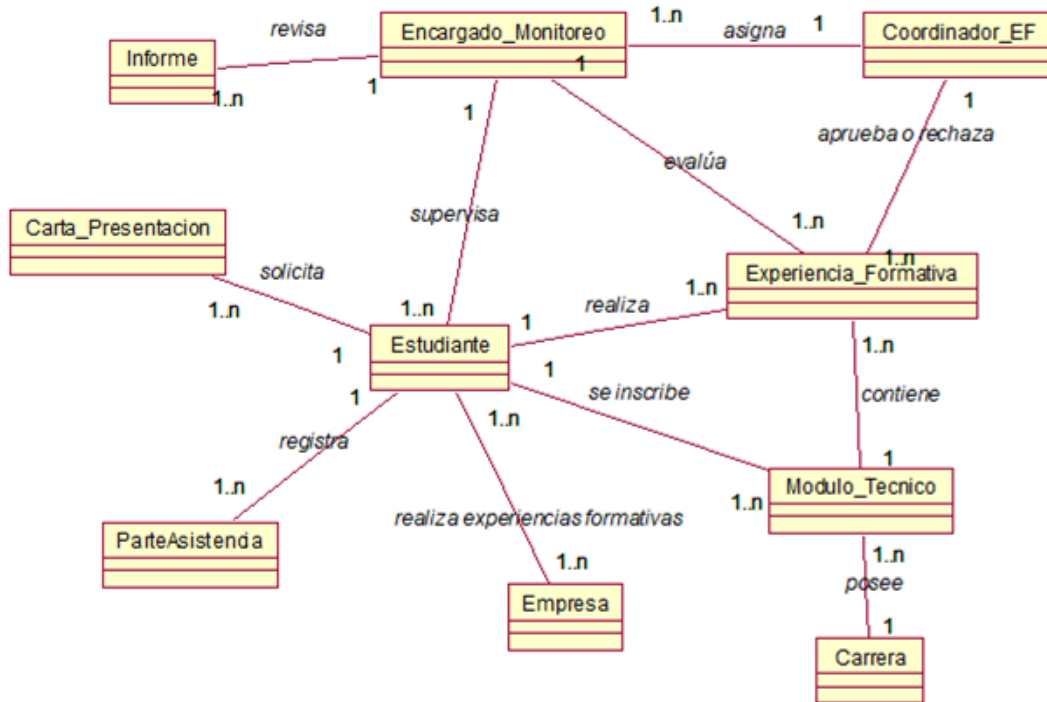 1..n
1
revisa
Encargado_Monitoreo
asigna
Coordinador_EF
Informe
1
1..n
1
1
1
aprueba o rechaza
evalúa
supervisa
Carta_Presentacion
1..n
1..n
Experiencia_Formativa
solicita
1..n
realiza
1..n
1..n
1
Estudiante
1
1
1..n
1
1..n
se inscribe
contiene
registra
1
1..n
Modulo_Tecnico
1..n
realiza experiencias formativas
ParteAsistencia
1..n
1..n
posee
Empresa
1
Carrera